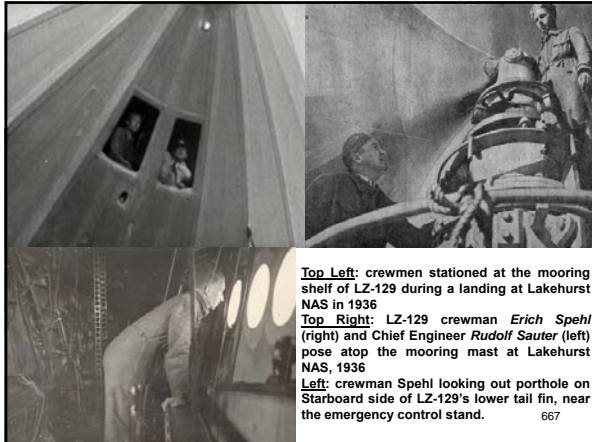 Top Left: crewmen stationed at the mooring
shelf of LZ-129 during a landing at Lakehurst
NAS in 1936
Top Right: LZ-129 crewman Erich Spehl
(right) and Chief Engineer Rudolf Sauter (left)
pose atop the mooring mast at Lakehurst
NAS, 1936
Left: crewman Spehl looking out porthole on
Starboard side of LZ-129's lower tail fin, near
the emergency control stand.
667